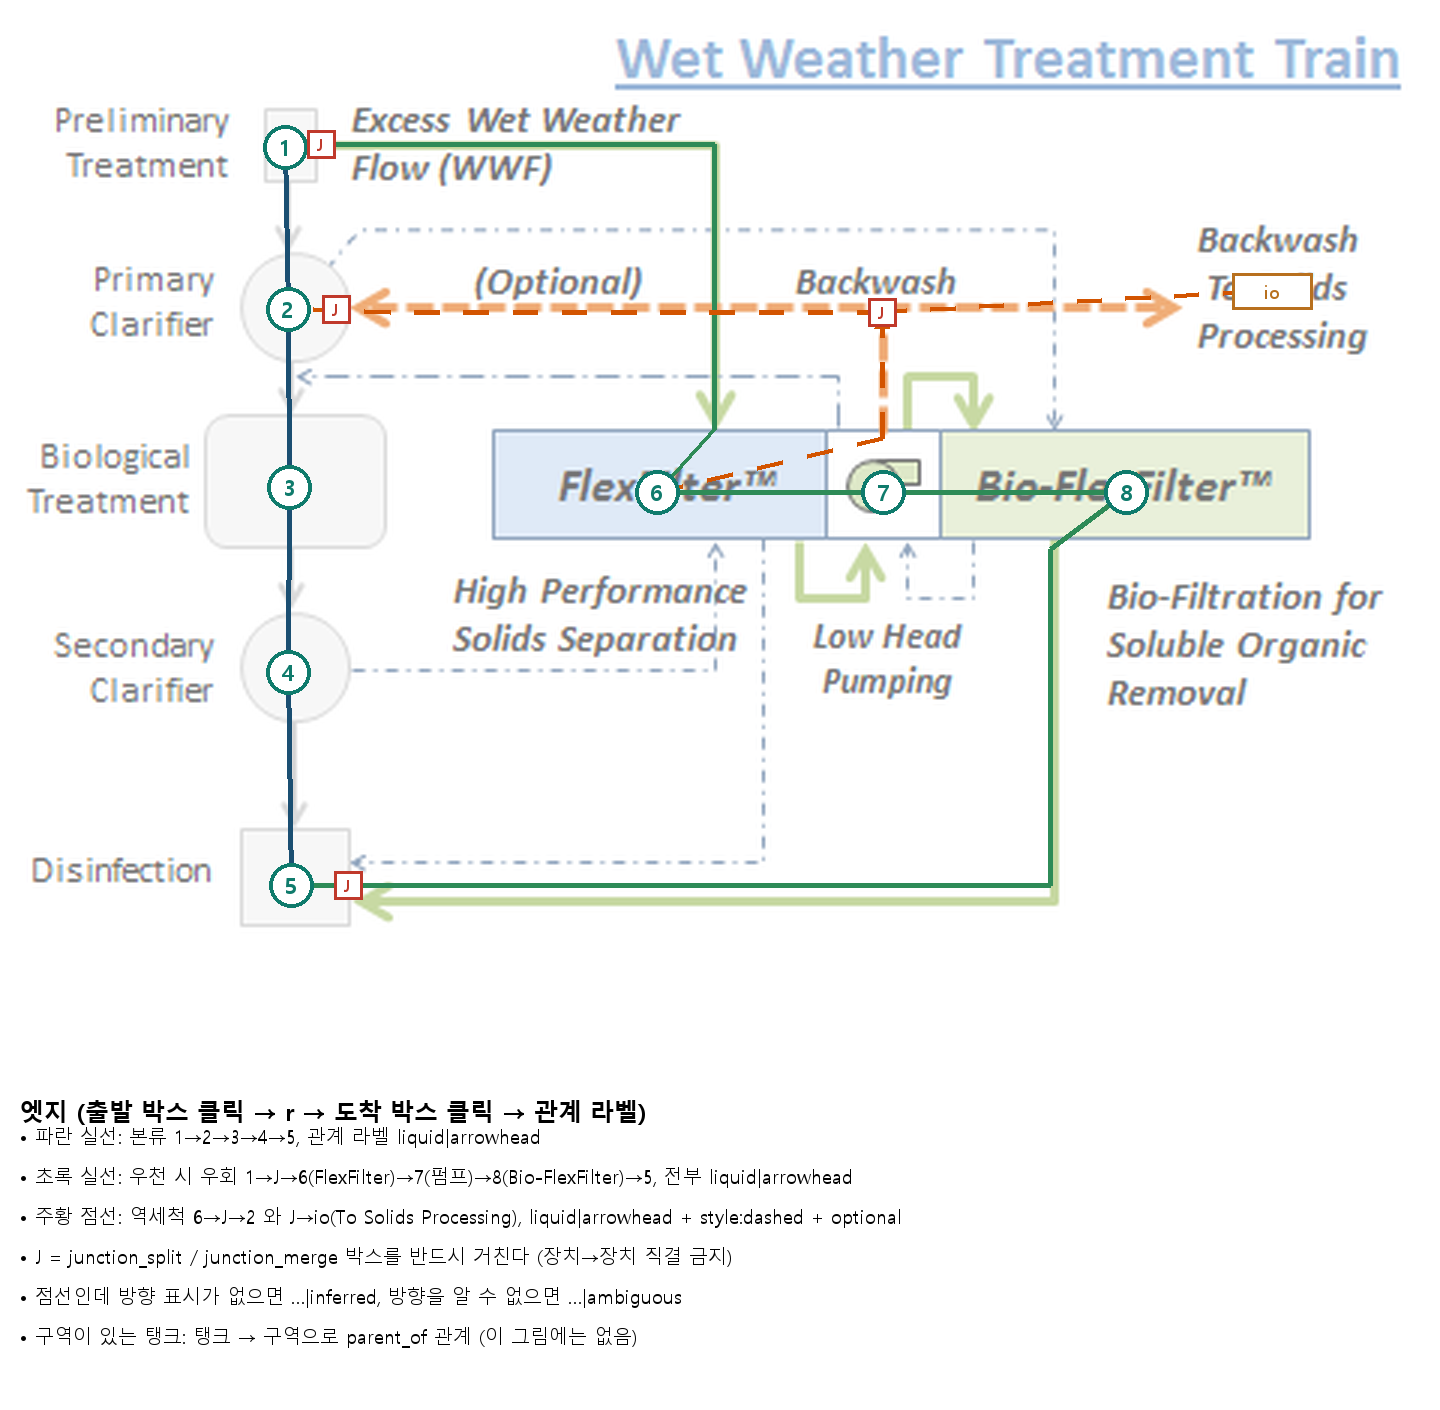 Wet Weather Treatment Train
Preliminary
Treatment
1
J
Excess Wet Weather
Flow (WWF)
Primary
Clarifier
2
J
(Optional)
Backwash
J
Backwash
io
Processing
Biological
Treatment
3
6
7
8
High Performance
Solids Separation
Low Head
Pumping
Bio-Filtration for
Soluble Organic
Removal
Secondary
Clarifier
4
Disinfection
5
J
엣지 (출발 박스 클릭 → r → 도착 박스 클릭 → 관계 라벨)
• 파란 실선: 본류 1→2→3→4→5, 관계 라벨 liquid|arrowhead
• 초록 실선: 우천 시 우회 1→J→6(FlexFilter)→7(펌프)→8(Bio-FlexFilter)→5, 전부 liquid|arrowhead
• 주황 점선: 역세척 6→J→2 와 J→io(To Solids Processing), liquid|arrowhead + style:dashed + optional
• J = junction_split / junction_merge 박스를 반드시 거친다 (장치→장치 직결 금지)
• 점선인데 방향 표시가 없으면 ...|inferred, 방향을 알 수 없으면 ...|ambiguous
• 구역이 있는 탱크: 탱크 → 구역으로 parent_of 관계 (이 그림에는 없음)